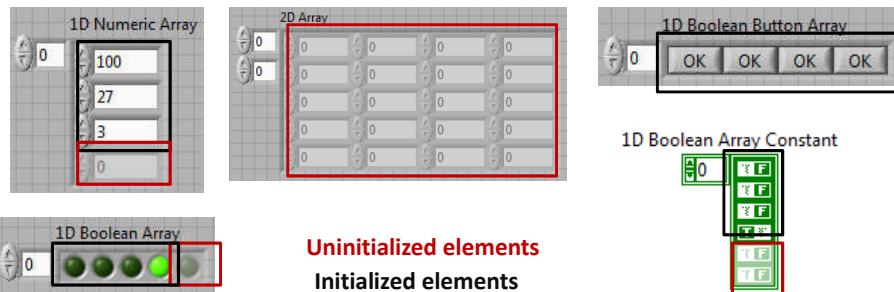 1D Numeric Array
0
100
27
3
0
2D Array
0
0
0 0 0 0
0 0 0 0
0 0 0 0
0 0 0 0
0 0 0 0
1D Boolean Button Array
0
OK OK OK OK
1D Boolean Array Constant
0
F
F
F
T
F
F
1D Boolean Array
0
Uninitialized elements
Initialized elements